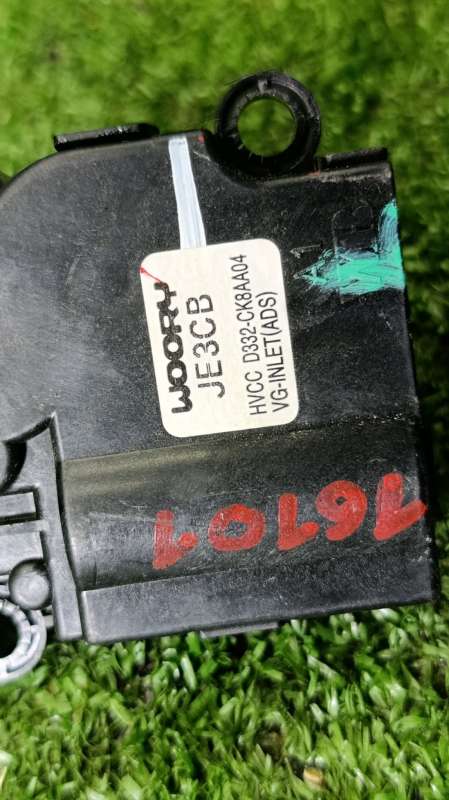 WOORY
JE3CB
HVCC D332-CK8AA04
VG-INLET(ADS)
16101